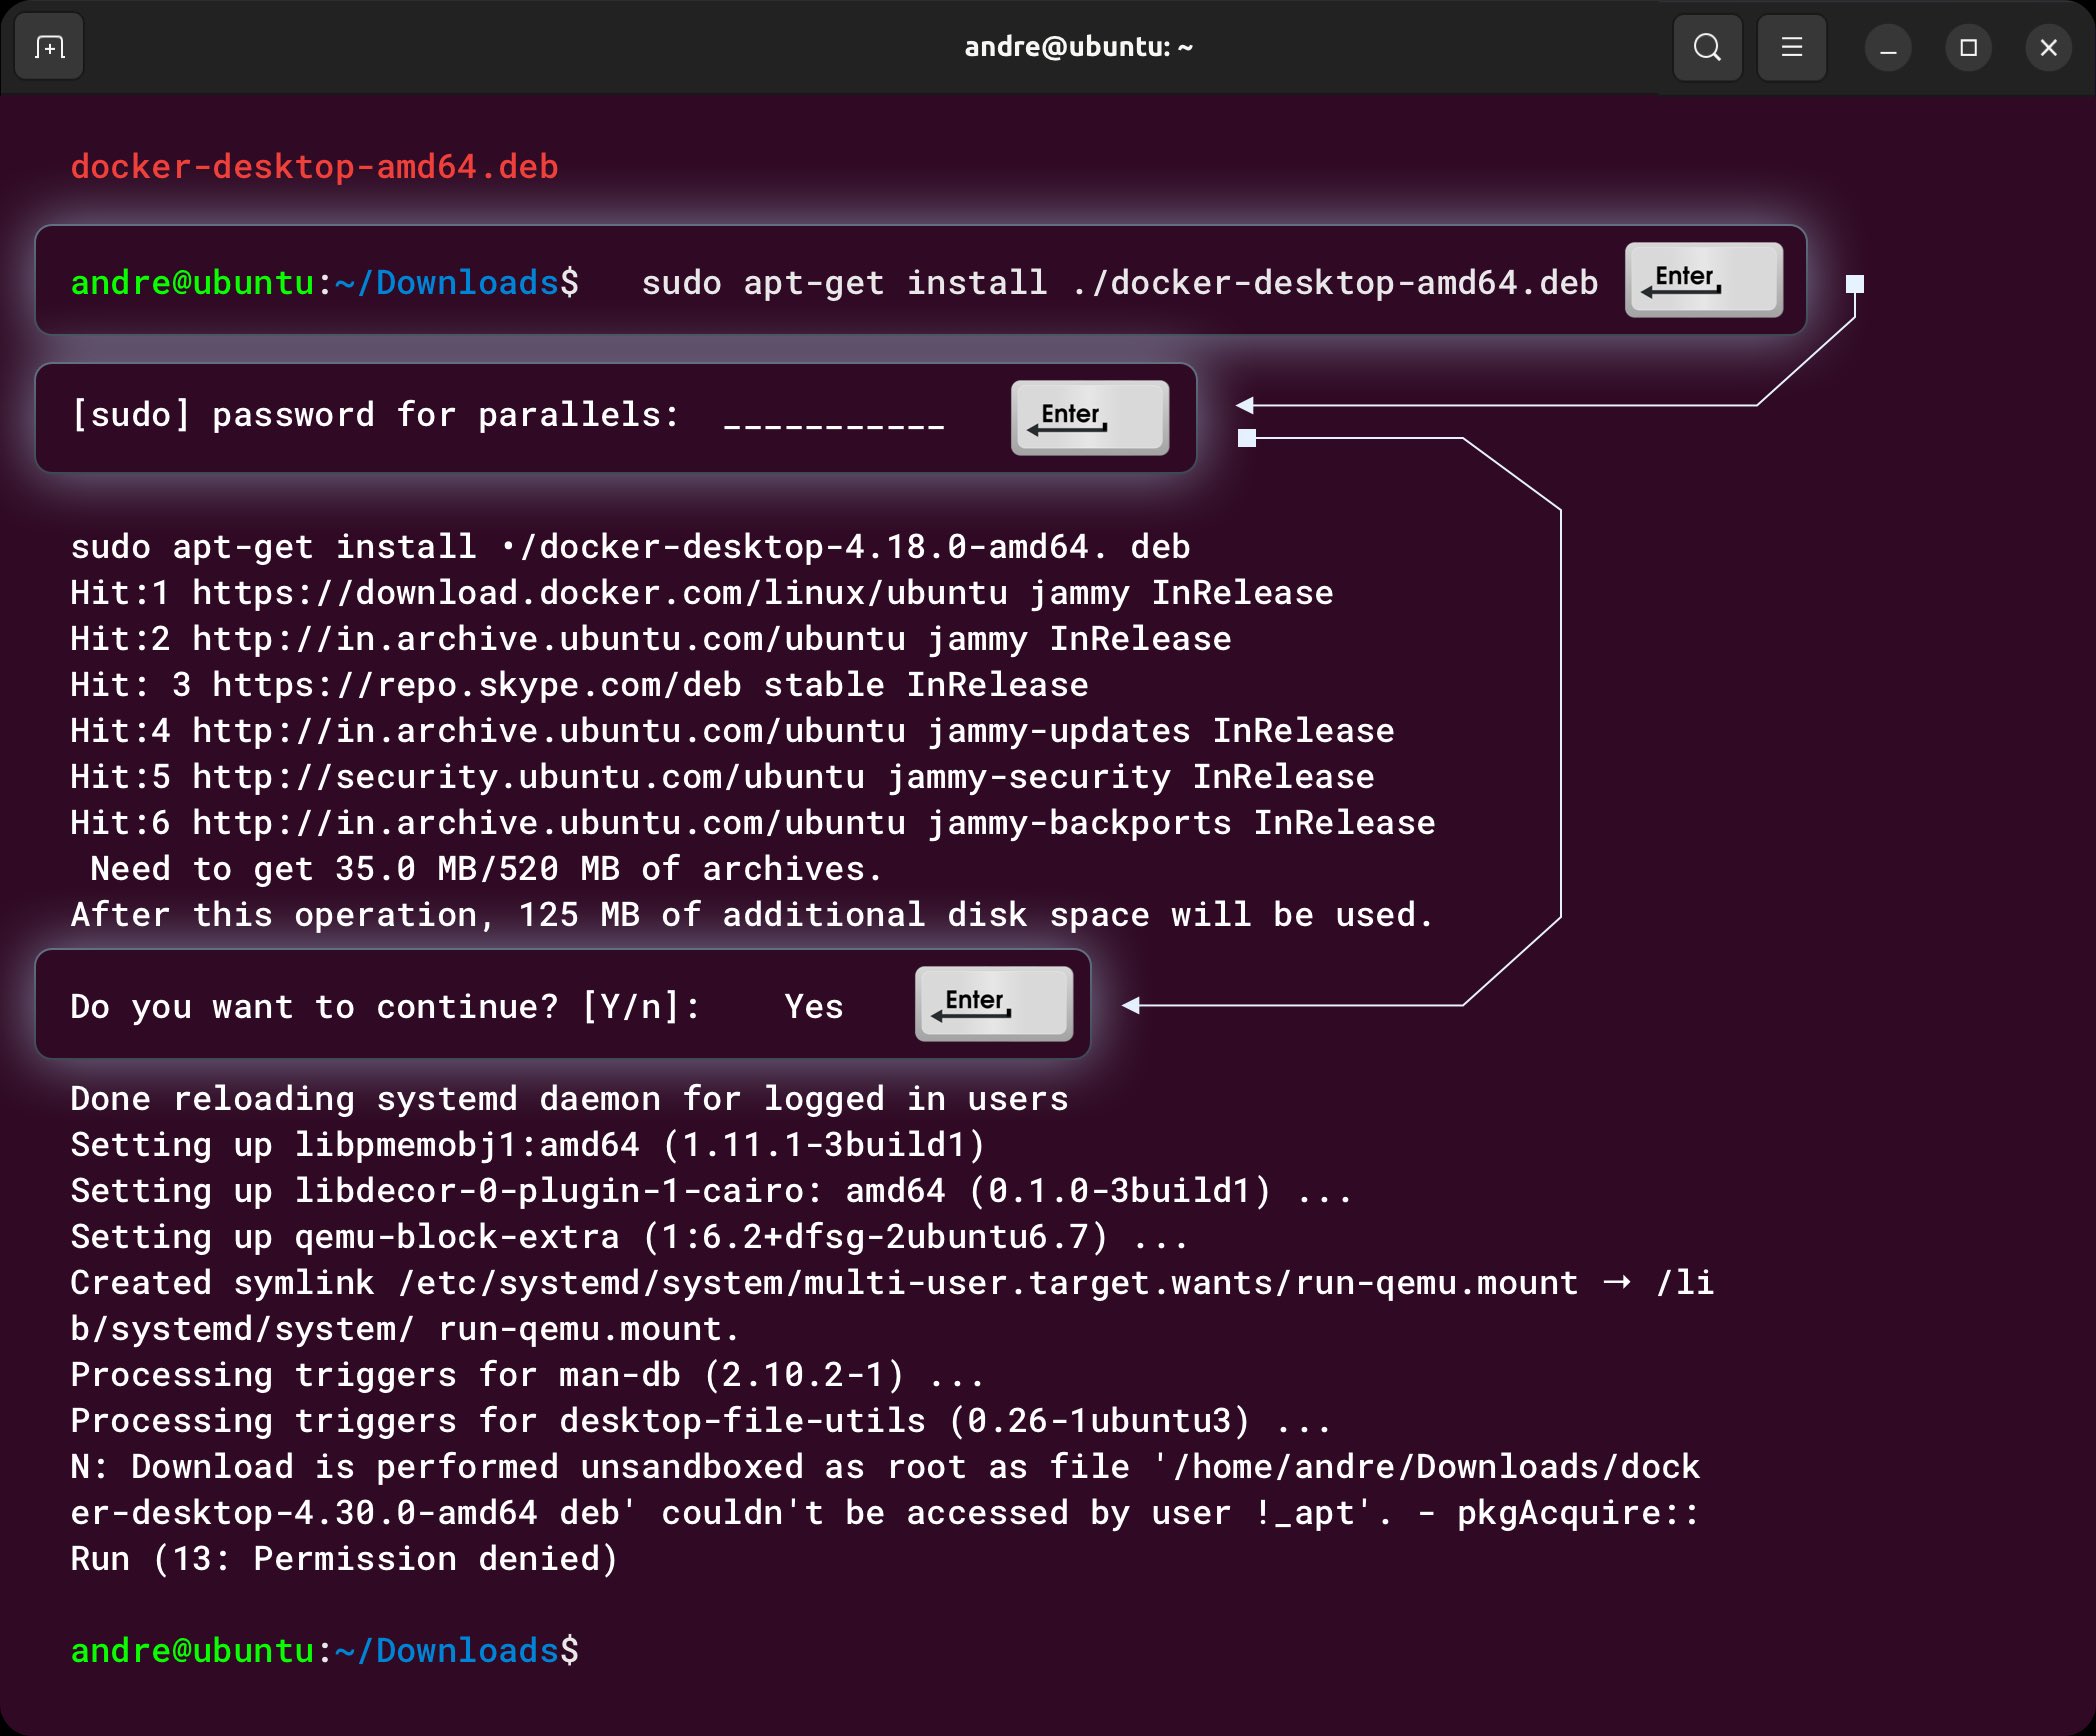 andre@ubuntu: ~
docker-desktop-amd64.deb
andre@ubuntu:~/Downloads$ sudo apt-get install ./docker-desktop-amd64.deb Enter
[sudo] password for parallels: ___________ Enter
sudo apt-get install •/docker-desktop-4.18.0-amd64. deb
Hit:1 https://download.docker.com/linux/ubuntu jammy InRelease
Hit:2 http://in.archive.ubuntu.com/ubuntu jammy InRelease
Hit: 3 https://repo.skype.com/deb stable InRelease
Hit:4 http://in.archive.ubuntu.com/ubuntu jammy-updates InRelease
Hit:5 http://security.ubuntu.com/ubuntu jammy-security InRelease
Hit:6 http://in.archive.ubuntu.com/ubuntu jammy-backports InRelease
Need to get 35.0 MB/520 MB of archives.
After this operation, 125 MB of additional disk space will be used.
Do you want to continue? [Y/n]: Yes Enter
Done reloading systemd daemon for logged in users
Setting up libpmemobj1:amd64 (1.11.1-3build1)
Setting up libdecor-0-plugin-1-cairo: amd64 (0.1.0-3build1) ...
Setting up qemu-block-extra (1:6.2+dfsg-2ubuntu6.7) ...
Created symlink /etc/systemd/system/multi-user.target.wants/run-qemu.mount → /li
b/systemd/system/ run-qemu.mount.
Processing triggers for man-db (2.10.2-1) ...
Processing triggers for desktop-file-utils (0.26-1ubuntu3) ...
N: Download is performed unsandboxed as root as file '/home/andre/Downloads/dock
er-desktop-4.30.0-amd64 deb' couldn't be accessed by user !_apt'. - pkgAcquire::
Run (13: Permission denied)
andre@ubuntu:~/Downloads$